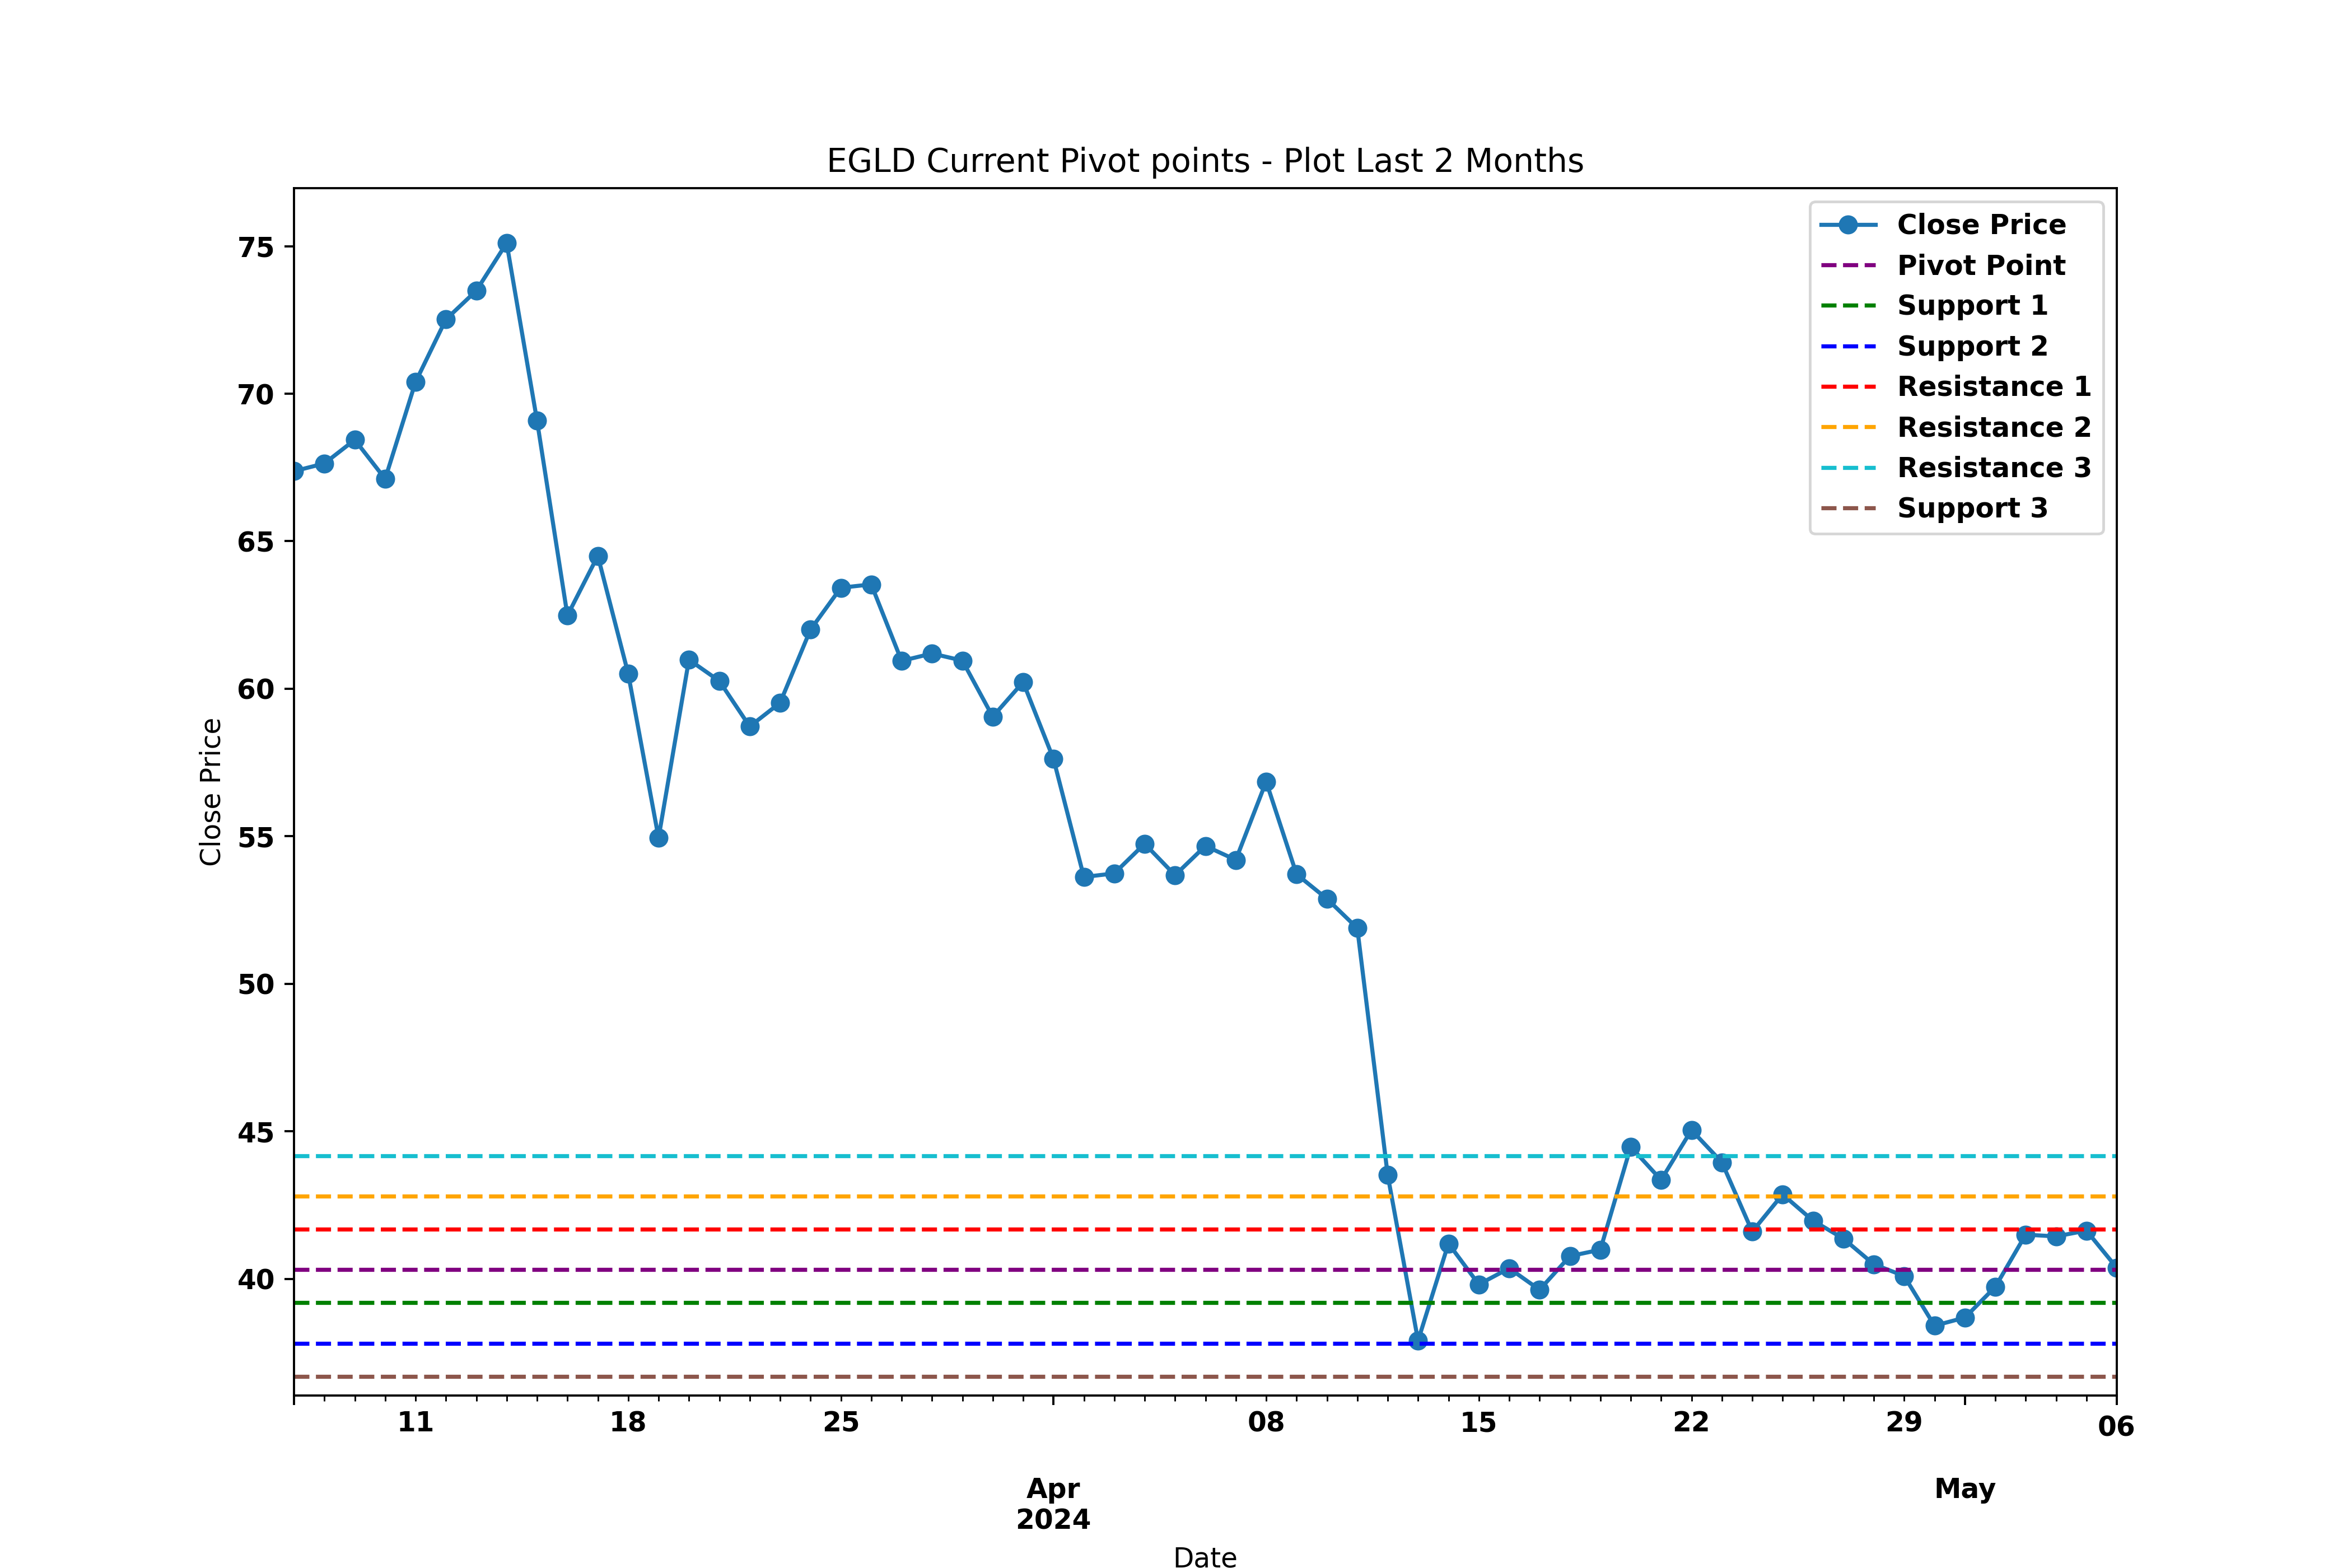 EGLD Current Pivot points - Plot Last 2 Months
Close Price
Pivot Point
Support 1
Support 2
Resistance 1
Resistance 2
Resistance 3
Support 3
75
70
65
60
55
50
45
40
Close Price
11
18
25
08
15
22
29
06
Apr
2024
May
Date